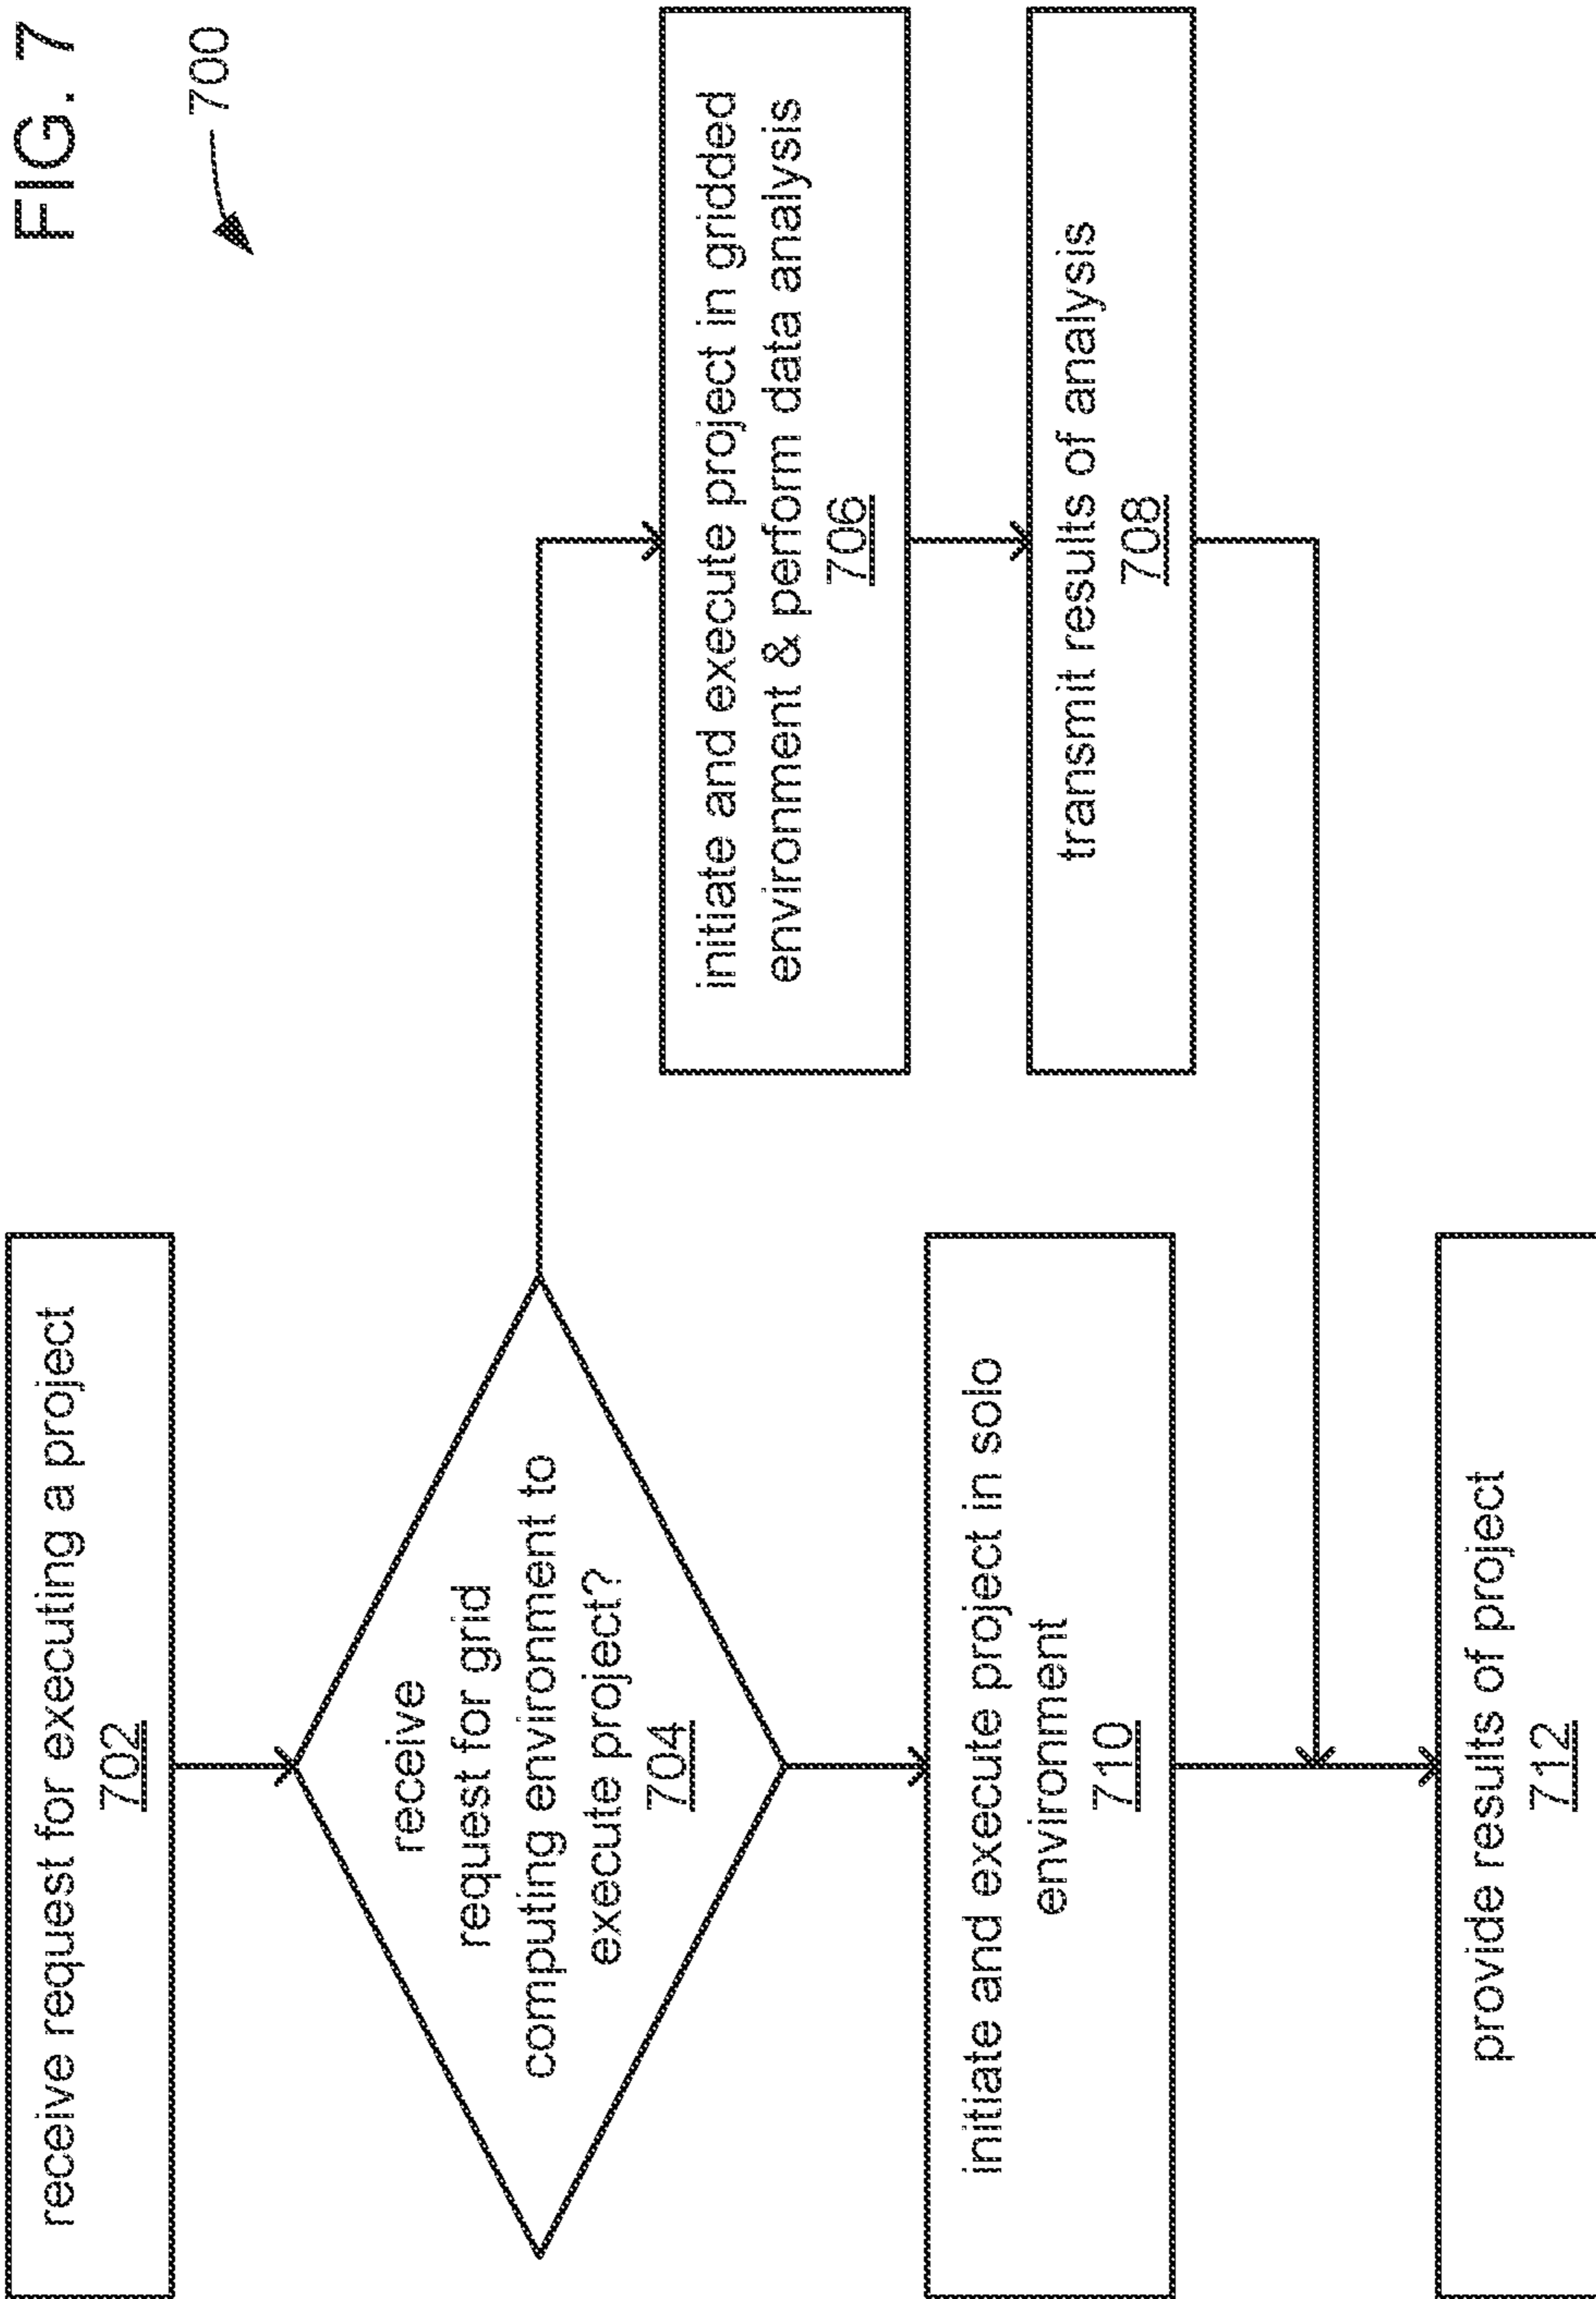 FIG. 7
700
receive request for executing a project
702
receive
request for grid
computing environment to
execute project?
704
initiate and execute project in gridded
environment & perform data analysis
706
transmit results of analysis
708
initiate and execute project in solo
environment
710
provide results of project
712